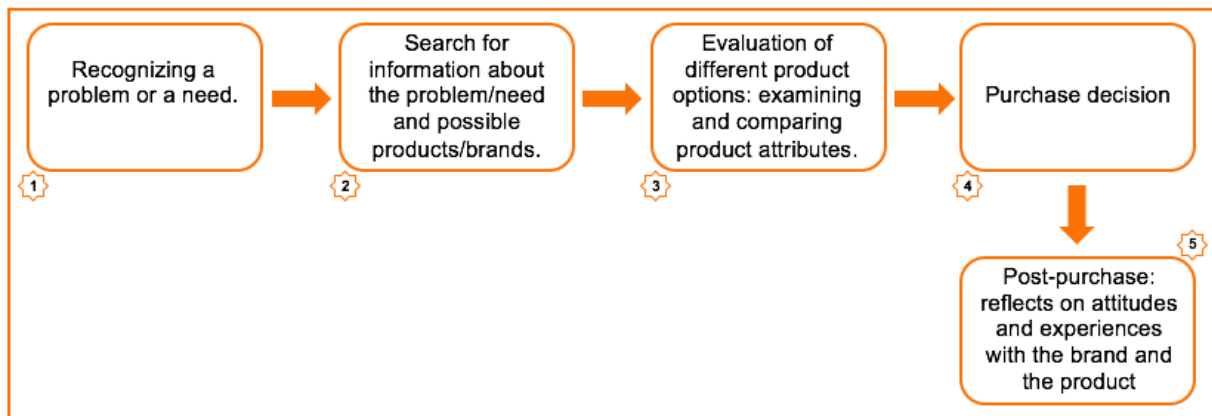 Recognizing a
problem or a need.
1
Search for
information about
the problem/need
and possible
products/brands.
2
Evaluation of
different product
options: examining
and comparing
product attributes.
3
Purchase decision
4
5
Post-purchase:
reflects on attitudes
and experiences
with the brand and
the product